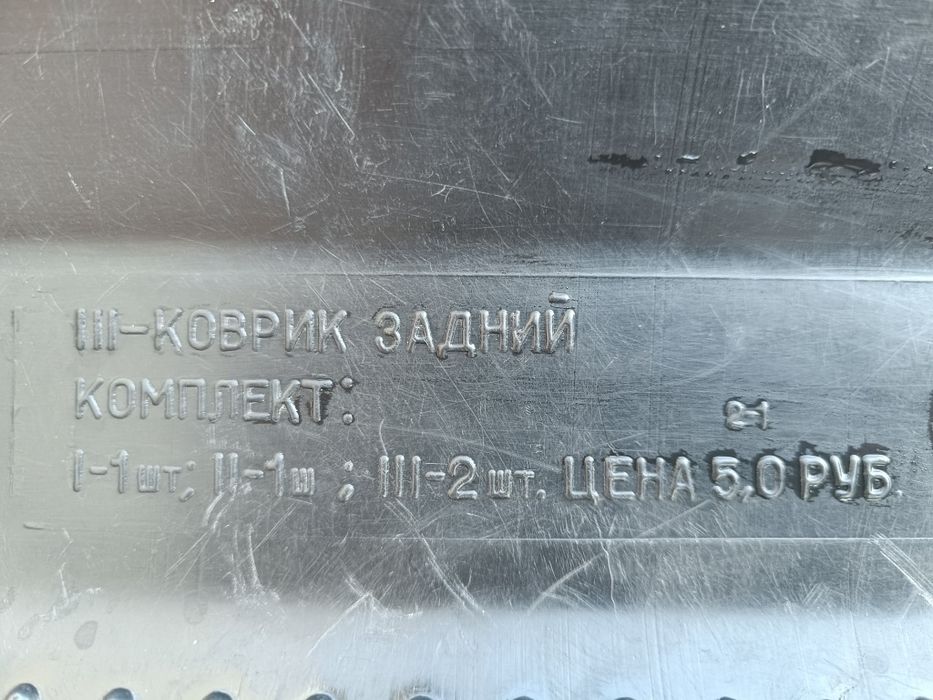 III-КОВРИК ЗАДНИЙ
КОМПЛЕКТ:
2-1
I-1шт; II-1ш ; III-2шт. ЦЕНА 5,0 РУБ.